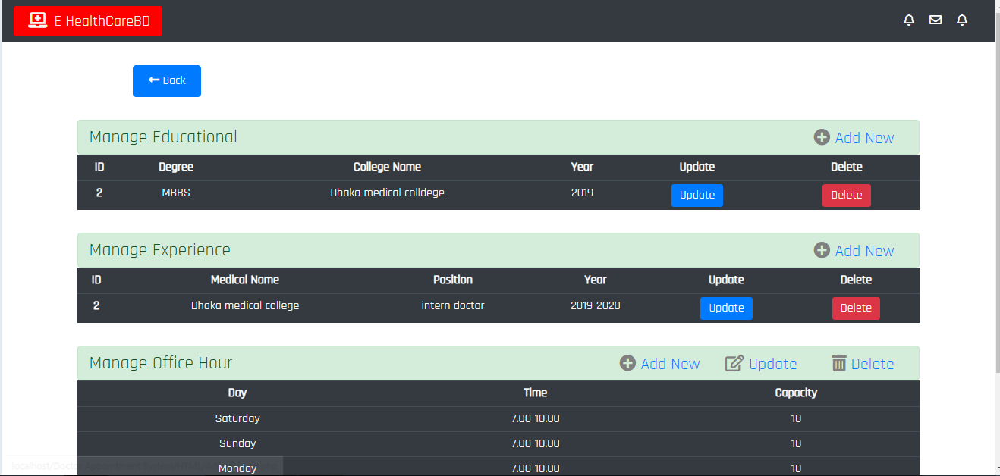 E HealthCareBD
Back
Manage Educational Add New
ID Degree College Name Year Update Delete
2 MBBS Dhaka medical colldege 2019 Update Delete
Manage Experience Add New
ID Medical Name Position Year Update Delete
2 Dhaka medical college intern doctor 2019-2020 Update Delete
Manage Office Hour Add New Update Delete
Day Time Capacity
Saturday 7.00-10.00 10
Sunday 7.00-10.00 10
Monday 7.00-10.00 10